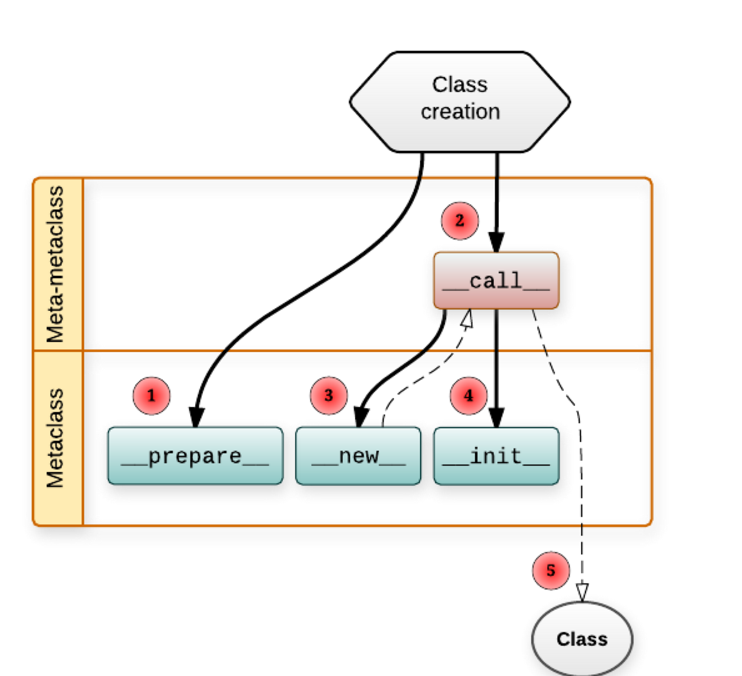 Class
creation
Meta-metaclass
2
__call__
Metaclass
1
3
4
__prepare__
__new__
__init__
5
Class